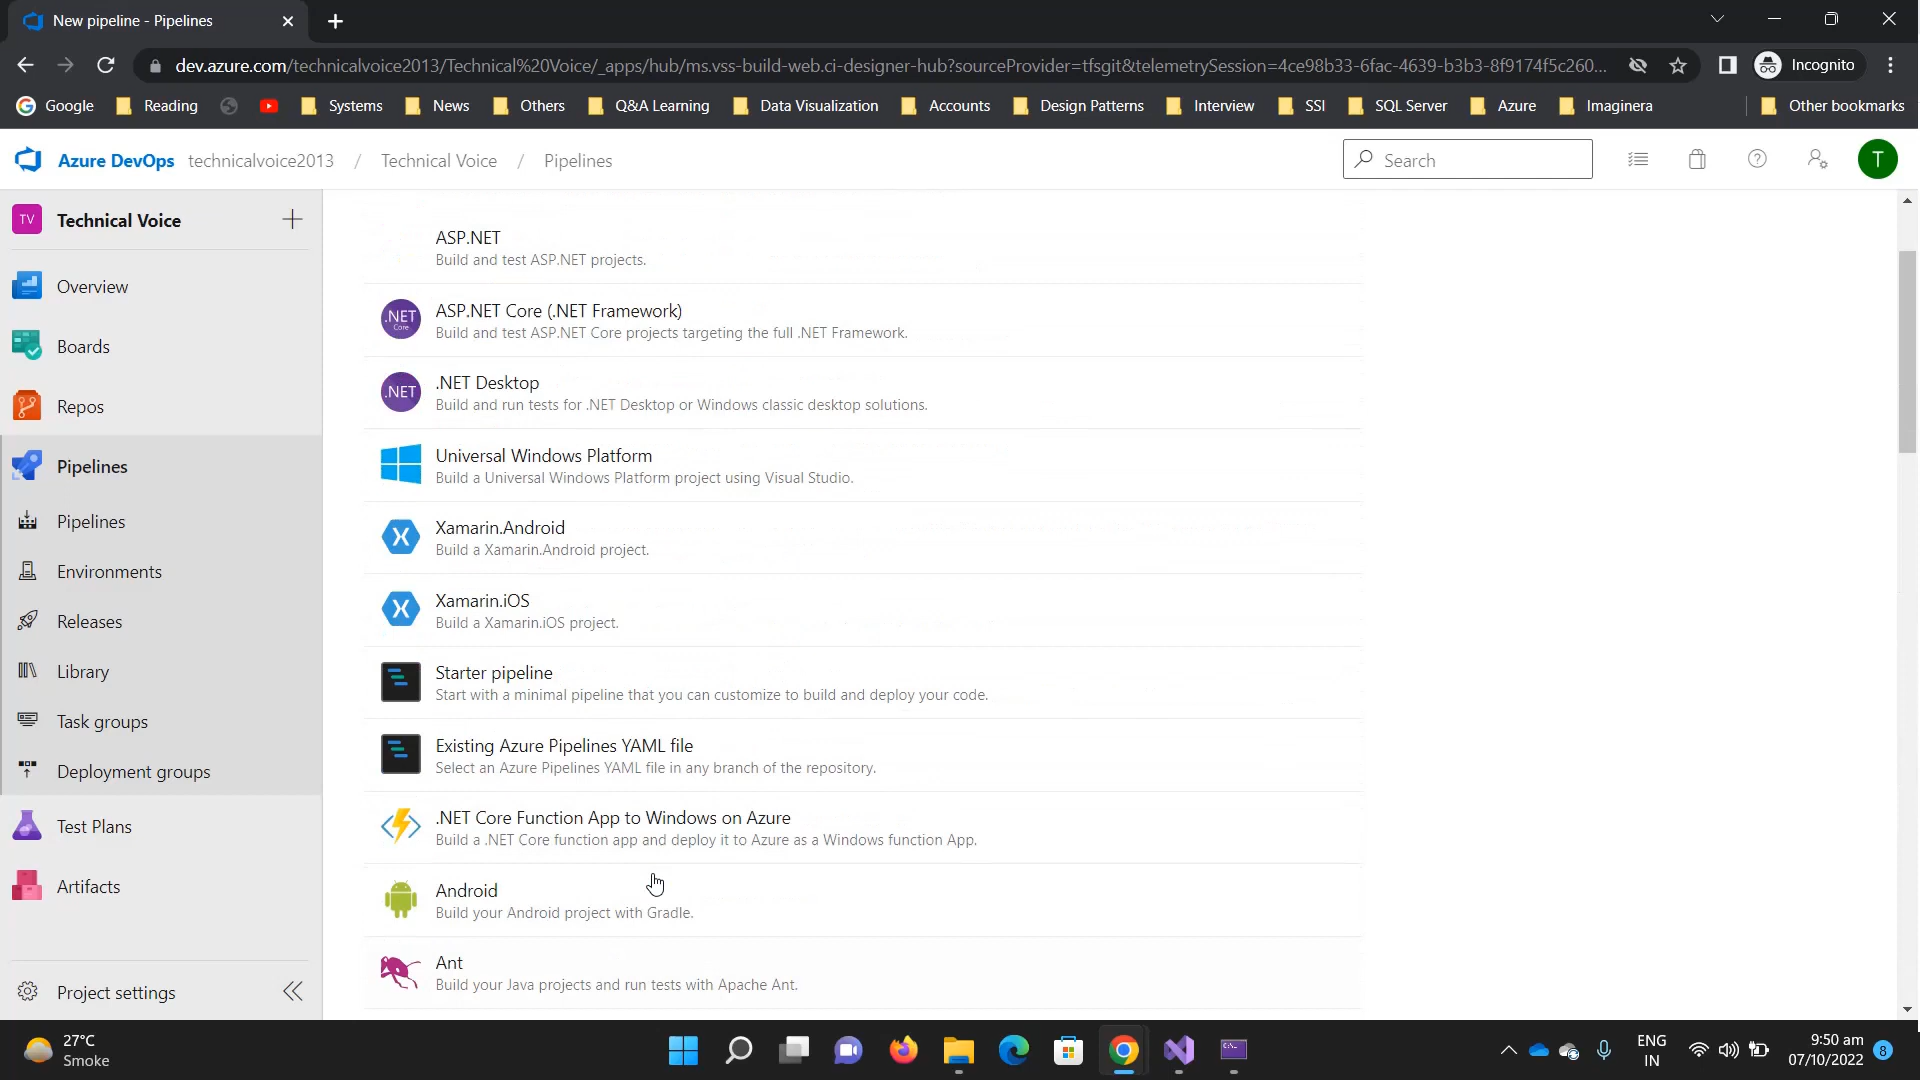 New pipeline - Pipelines
dev.azure.com/technicalvoice2013/Technical%20Voice/_apps/hub/ms.vss-build-web.ci-designer-hub?sourceProvider=tfsgit&telemetrySession=4ce98b33-6fac-4639-b3b3-8f9174f5c260...
Incognito
Google
Reading
Systems
News
Others
Q&A Learning
Data Visualization
Accounts
Design Patterns
Interview
SSI
SQL Server
Azure
Imaginera
Other bookmarks
Azure DevOps
technicalvoice2013 / Technical Voice / Pipelines
Search
T
TV
Technical Voice
Overview
Boards
Repos
Pipelines
Pipelines
Environments
Releases
Library
Task groups
Deployment groups
Test Plans
Artifacts
Project settings
ASP.NET
Build and test ASP.NET projects.
.NET
Core
ASP.NET Core (.NET Framework)
Build and test ASP.NET Core projects targeting the full .NET Framework.
.NET
.NET Desktop
Build and run tests for .NET Desktop or Windows classic desktop solutions.
Universal Windows Platform
Build a Universal Windows Platform project using Visual Studio.
Xamarin.Android
Build a Xamarin.Android project.
Xamarin.iOS
Build a Xamarin.iOS project.
Starter pipeline
Start with a minimal pipeline that you can customize to build and deploy your code.
Existing Azure Pipelines YAML file
Select an Azure Pipelines YAML file in any branch of the repository.
.NET Core Function App to Windows on Azure
Build a .NET Core function app and deploy it to Azure as a Windows function App.
Android
Build your Android project with Gradle.
Ant
Build your Java projects and run tests with Apache Ant.
27°C
Smoke
ENG
IN
9:50 am
07/10/2022
8